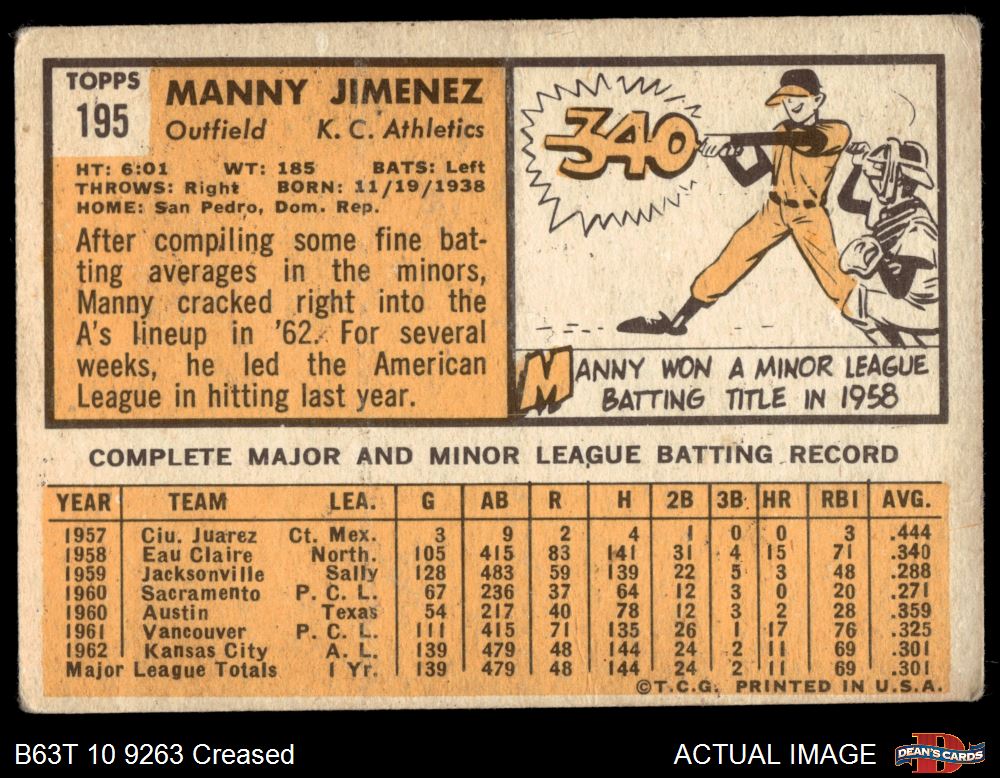 TOPPS
195
MANNY JIMENEZ
Outfield K. C. Athletics
HT: 6:01 WT: 185 BATS: Left
THROWS: Right BORN: 11/19/1938
HOME: San Pedro, Dom. Rep.
After compiling some fine bat-
ting averages in the minors,
Manny cracked right into the
A's lineup in '62. For several
weeks, he led the American
League in hitting last year.
340
MANNY WON A MINOR LEAGUE
BATTING TITLE IN 1958
COMPLETE MAJOR AND MINOR LEAGUE BATTING RECORD
YEAR TEAM LEA. G AB R H 2B 3B HR RBI AVG.
1957 Ciu. Juarez Ct. Mex. 3 9 2 4 1 0 0 3 .444
1958 Eau Claire North. 105 415 83 141 31 4 15 71 .340
1959 Jacksonville Sally 128 483 59 139 22 5 3 48 .288
1960 Sacramento P. C. L. 67 236 37 64 12 3 0 20 .271
1960 Austin Texas 54 217 40 78 12 3 2 28 .359
1961 Vancouver P. C. L. 111 415 71 135 26 1 17 76 .325
1962 Kansas City A. L. 139 479 48 144 24 2 11 69 .301
Major League Totals 1 Yr. 139 479 48 144 24 2 11 69 .301
©T.C.G. PRINTED IN U.S.A.
B63T 10 9263 Creased
ACTUAL IMAGE
DEAN'S CARDS